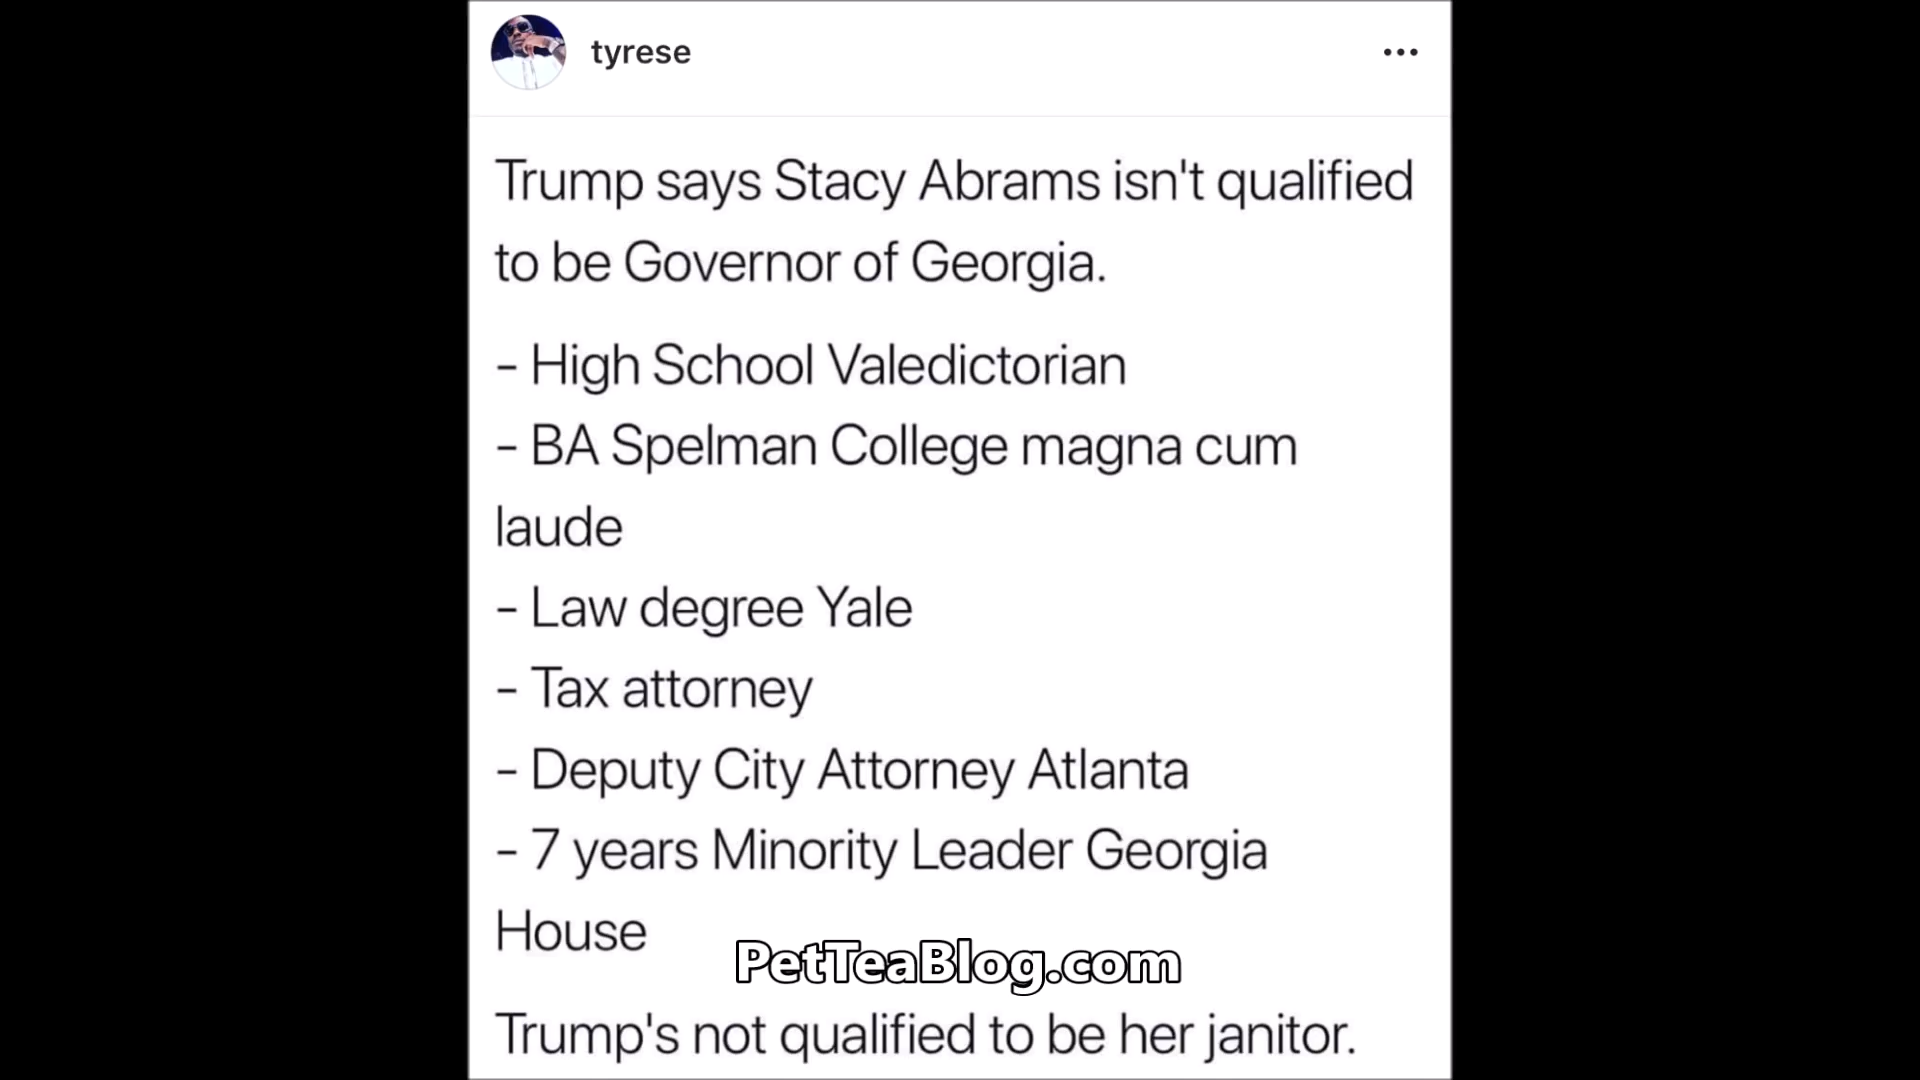 tyrese
Trump says Stacy Abrams isn't qualified
to be Governor of Georgia.
- High School Valedictorian
- BA Spelman College magna cum
laude
- Law degree Yale
- Tax attorney
- Deputy City Attorney Atlanta
- 7 years Minority Leader Georgia
House
PetTeaBlog.com
Trump's not qualified to be her janitor.